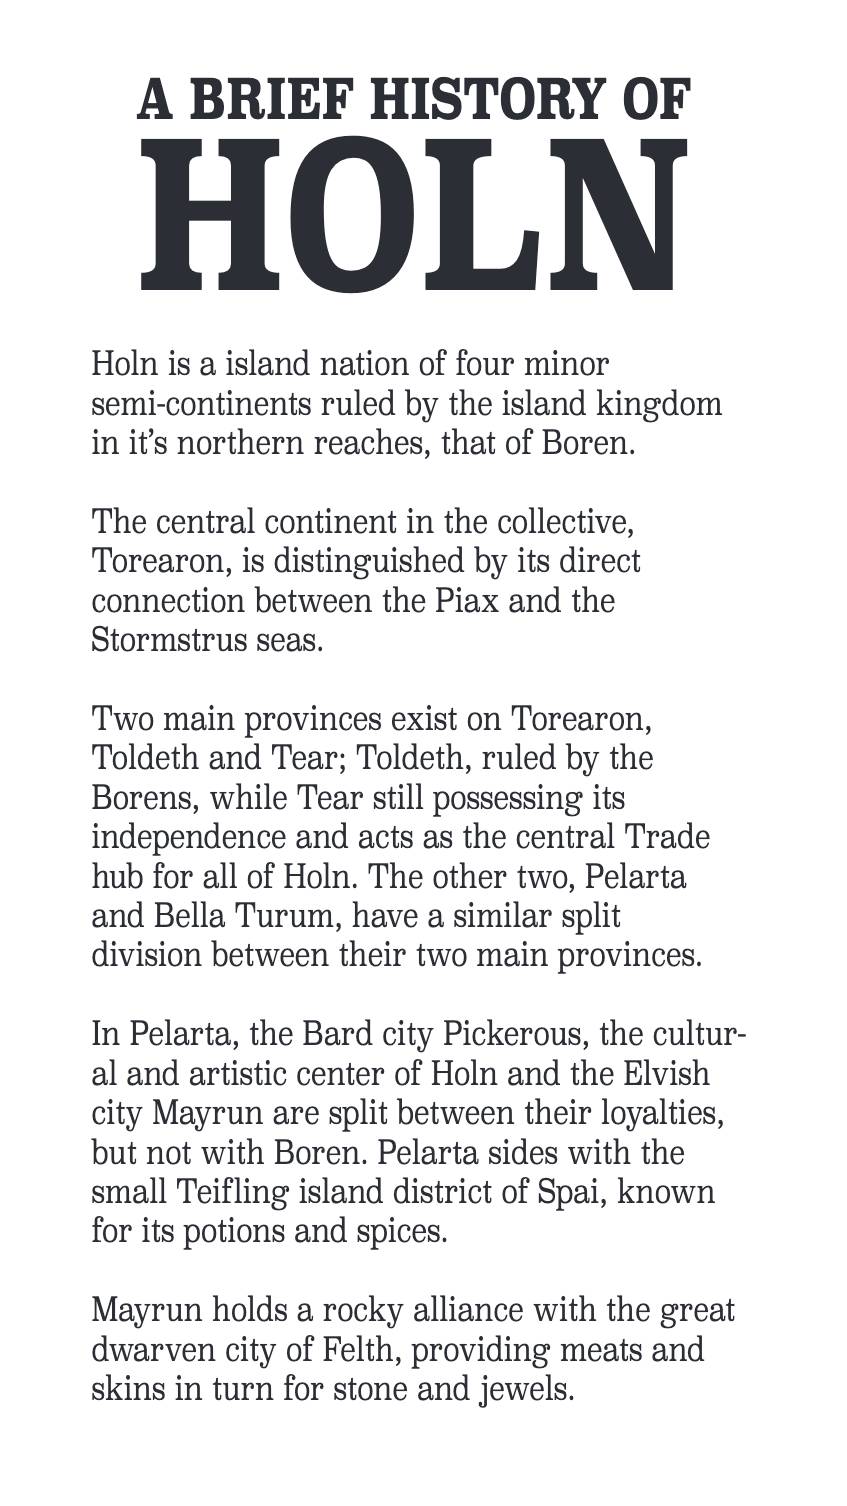 A BRIEF HISTORY OF
HOLN
Holn is a island nation of four minor
semi-continents ruled by the island kingdom
in it’s northern reaches, that of Boren.
The central continent in the collective,
Torearon, is distinguished by its direct
connection between the Piax and the
Stormstrus seas.
Two main provinces exist on Torearon,
Toldeth and Tear; Toldeth, ruled by the
Borens, while Tear still possessing its
independence and acts as the central Trade
hub for all of Holn. The other two, Pelarta
and Bella Turum, have a similar split
division between their two main provinces.
In Pelarta, the Bard city Pickerous, the cultur-
al and artistic center of Holn and the Elvish
city Mayrun are split between their loyalties,
but not with Boren. Pelarta sides with the
small Teifling island district of Spai, known
for its potions and spices.
Mayrun holds a rocky alliance with the great
dwarven city of Felth, providing meats and
skins in turn for stone and jewels.